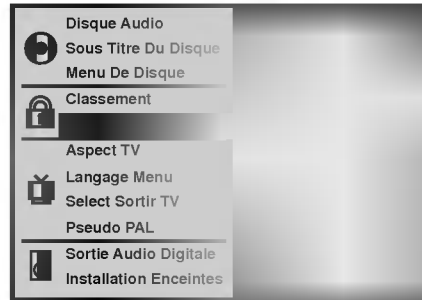 Disque Audio
Sous Titre Du Disque
Menu De Disque
Classement
Aspect TV
Langage Menu
Select Sortir TV
Pseudo PAL
Sortie Audio Digitale
Installation Enceintes